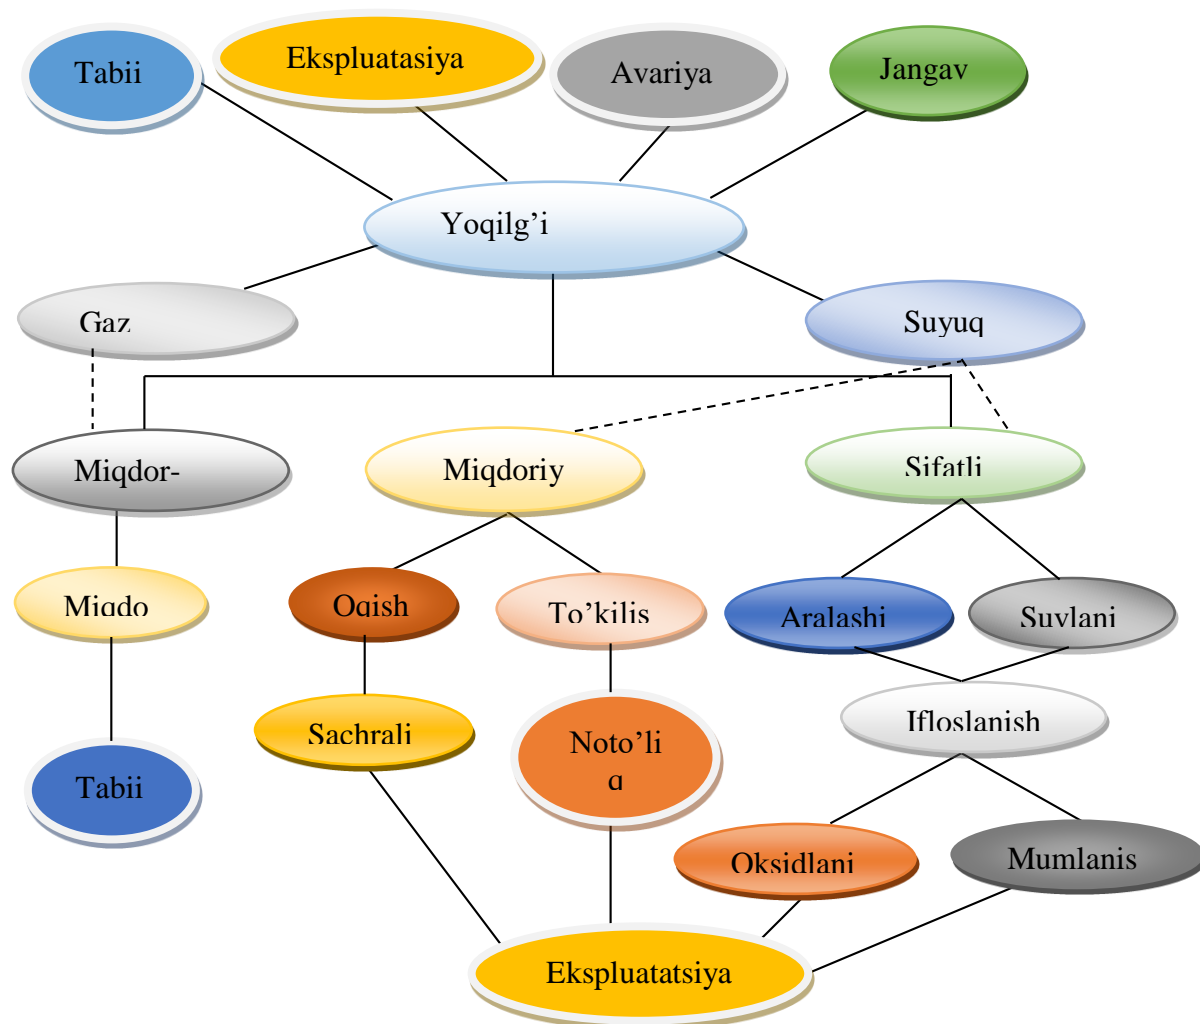 Tabii
Ekspluatasiya
Avariya
Jangav
Yoqilg’i
Gaz
Suyuq
Miqdor-
Miqdoriy
Sifatli
Miqdo
Oqish
To’kilis
Aralashi
Suvlani
Sachrali
Noto’li
q
Ifloslanish
Tabii
Oksidlani
Mumlanis
Ekspluatatsiya